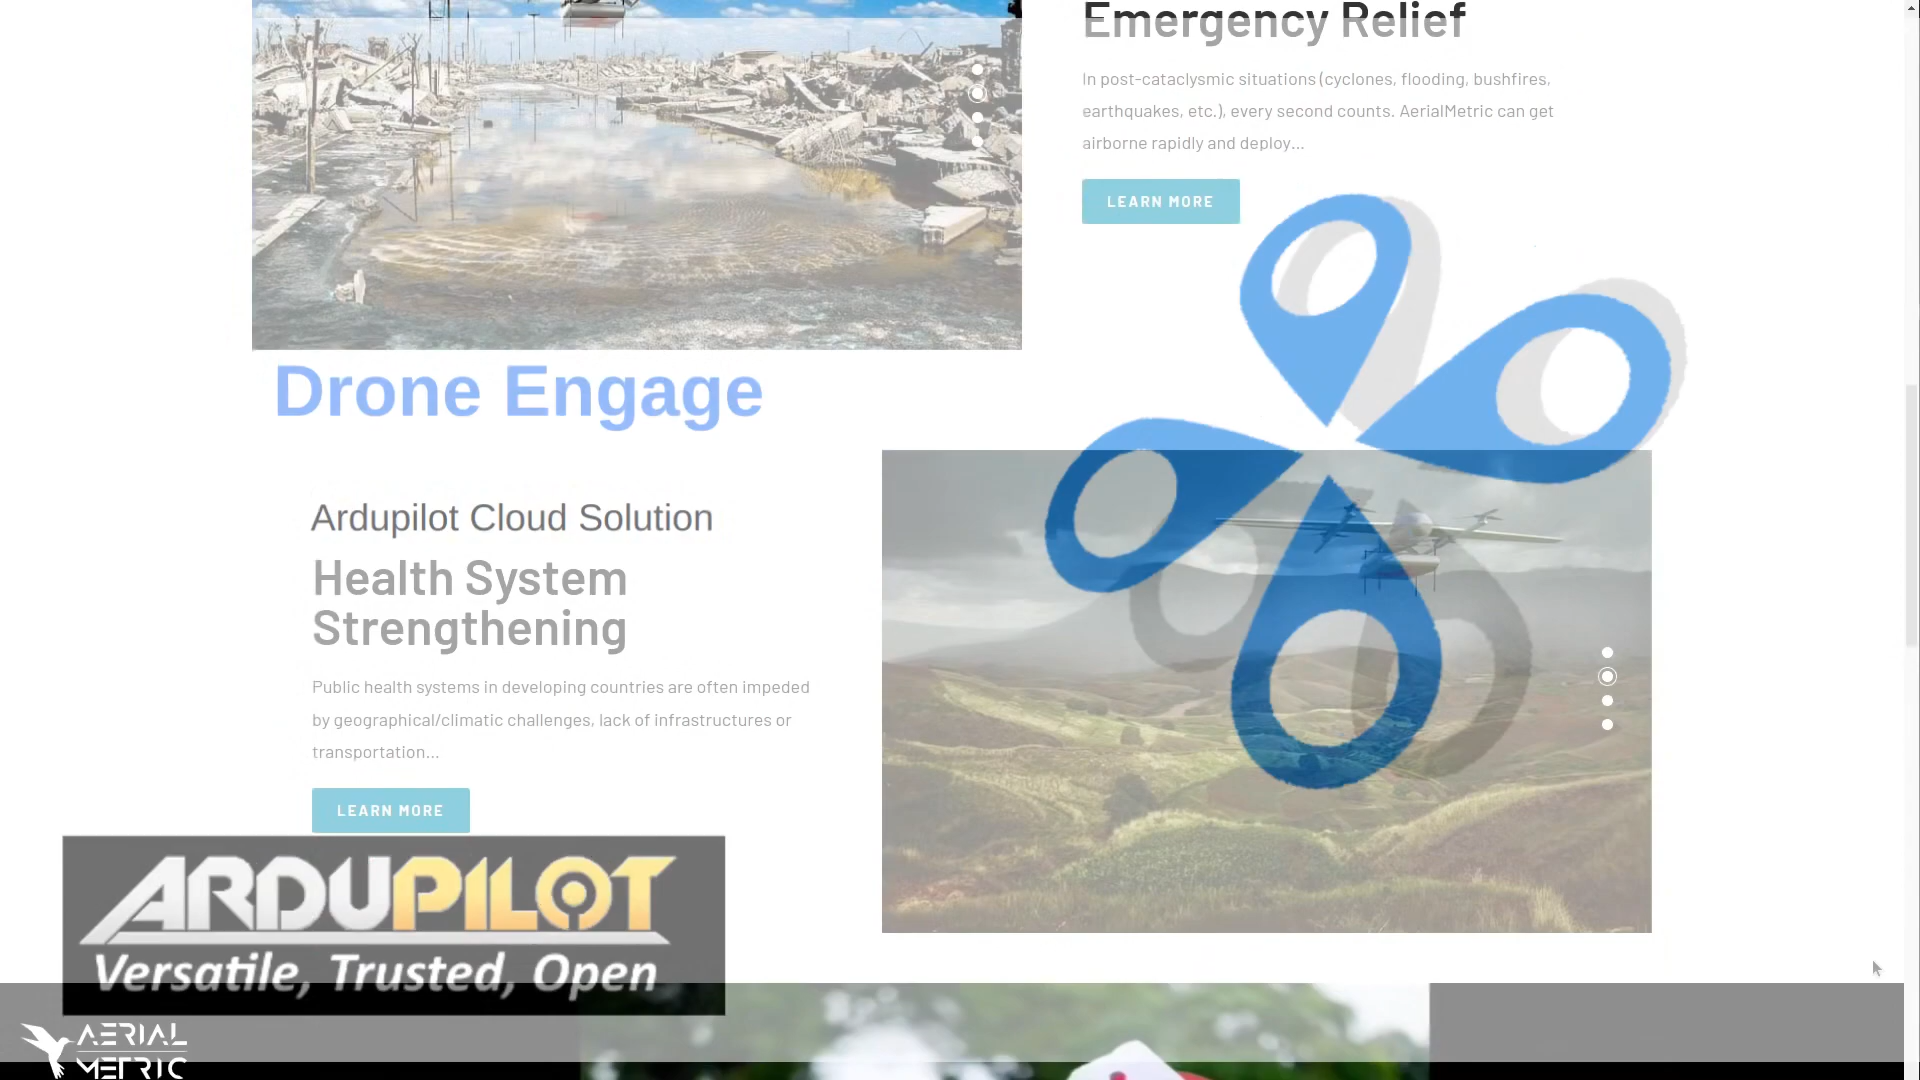 Emergency Relief
In post-cataclysmic situations (cyclones, flooding, bushfires,
earthquakes, etc.), every second counts. AerialMetric can get
airborne rapidly and deploy...
LEARN MORE
Drone Engage
Ardupilot Cloud Solution
Health System
Strengthening
Public health systems in developing countries are often impeded
by geographical/climatic challenges, lack of infrastructures or
transportation...
LEARN MORE
ARDUPILOT
Versatile, Trusted, Open
AERIAL
METRIC